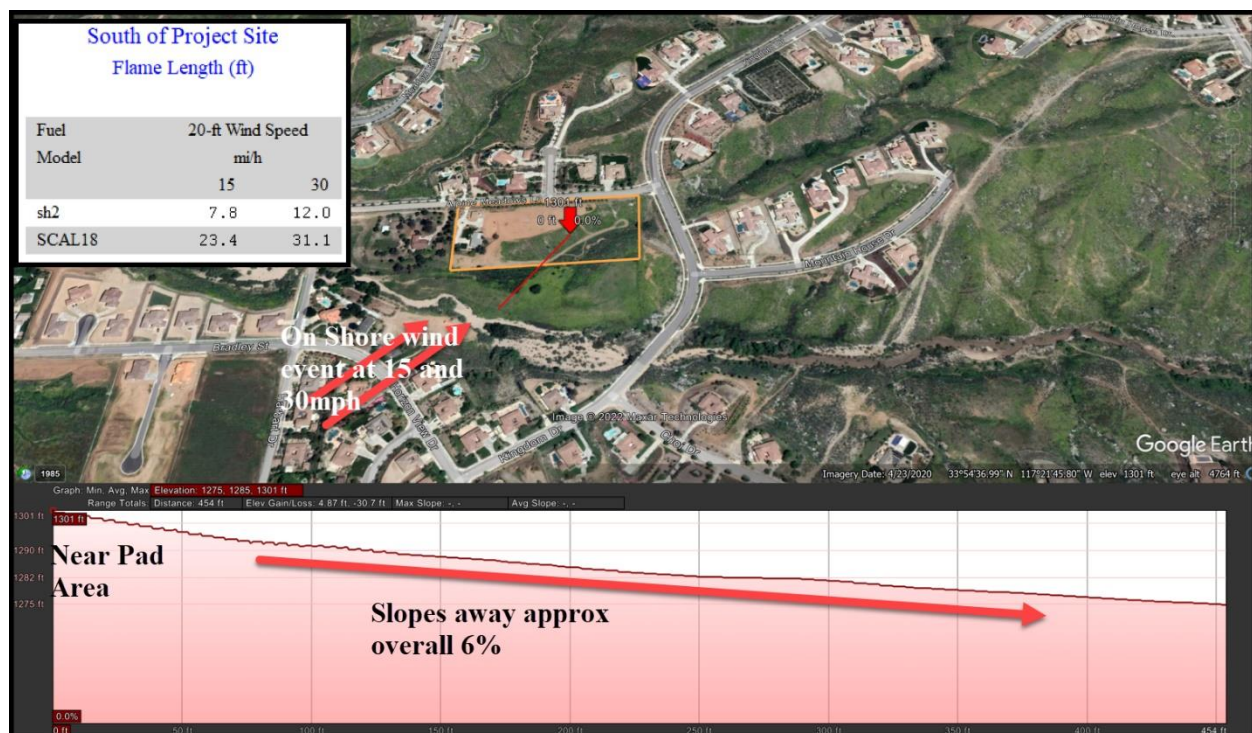 South of Project Site
Flame Length (ft)
Fuel 20-ft Wind Speed
Model mi/h
15 30
sh2 7.8 12.0
SCAL18 23.4 31.1
1301 ft
0 ft 0.0%
Mountain House Dr
On Shore wind
event at 15 and
30mph
Bradley St
View Dr
Kingdom Dr
Image © 2022 Maxar Technologies
Google Earth
1985
Imagery Date: 4/23/2020 33°54'36.99" N 117°21'45.80" W elev 1301 ft eye alt 4764 ft
Graph: Min, Avg, Max Elevation: 1275, 1285, 1301 ft
Range Totals: Distance: 454 ft Elev Gain/Loss: 4.87 ft, -30.7 ft Max Slope: -, - Avg Slope: -, -
1301 ft
1301 ft
1290 ft
1282 ft
1275 ft
Near Pad
Area
Slopes away approx
overall 6%
0.0%
0 ft 50 ft 100 ft 150 ft 200 ft 250 ft 300 ft 350 ft 400 ft 454 ft